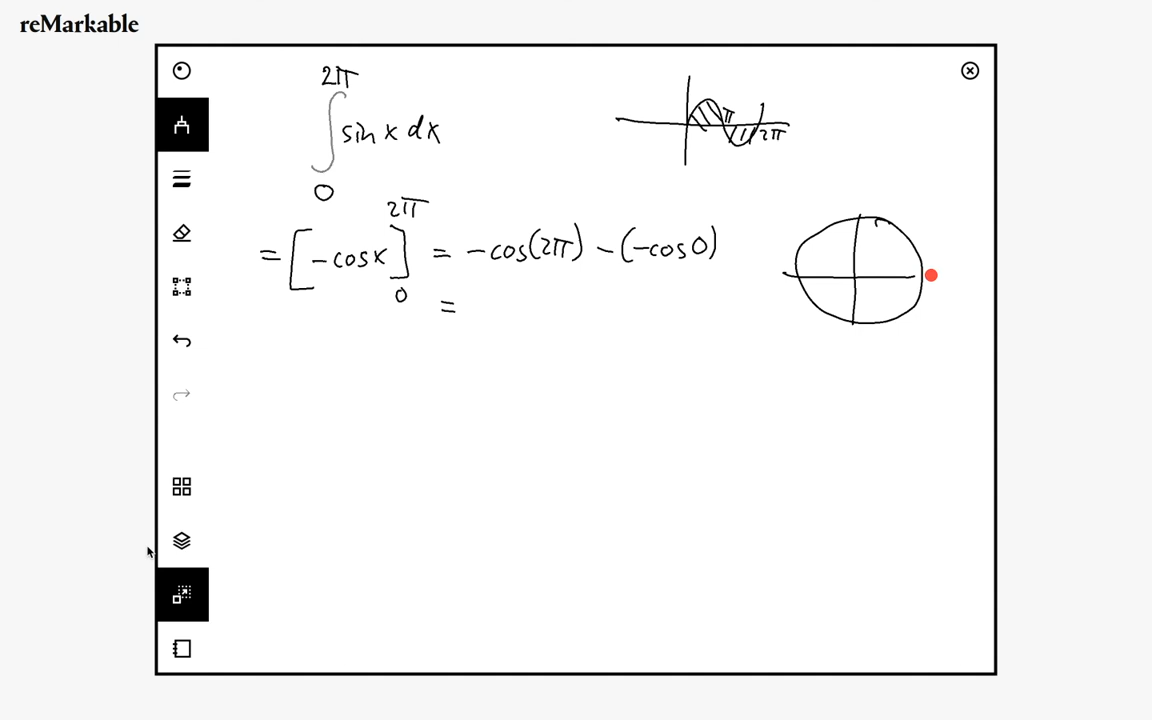 reMarkable
2π
∫ sin x dx
0
π
2π
2π
= [-cos x] = -cos(2π) - (-cos 0)
0
=